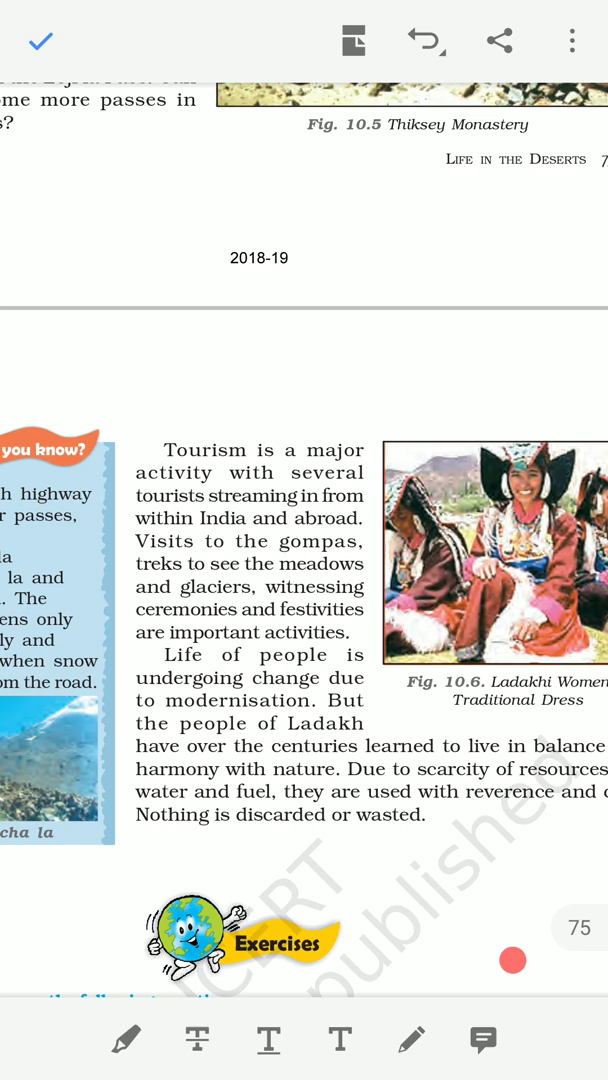 ome more passes in
s?
Fig. 10.5 Thiksey Monastery
LIFE IN THE DESERTS 7
2018-19
you know?
h highway
r passes,
la
la and
. The
ens only
ly and
when snow
om the road.
cha la
Tourism is a major
activity with several
tourists streaming in from
within India and abroad.
Visits to the gompas,
treks to see the meadows
and glaciers, witnessing
ceremonies and festivities
are important activities.
Life of people is
undergoing change due
to modernisation. But
the people of Ladakh
have over the centuries learned to live in balance
harmony with nature. Due to scarcity of resources
water and fuel, they are used with reverence and c
Nothing is discarded or wasted.
Fig. 10.6. Ladakhi Women
Traditional Dress
Exercises
75
NCERT
published